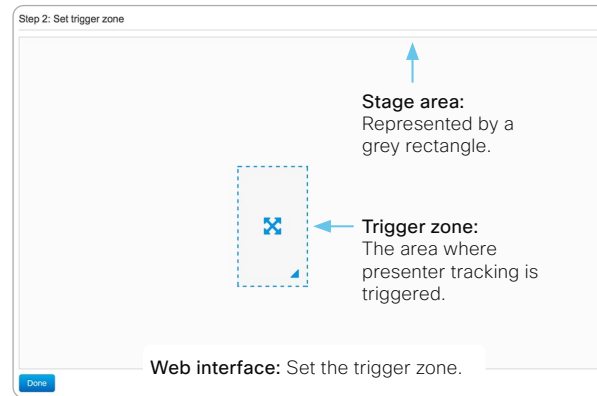 Step 2: Set trigger zone
Stage area:
Represented by a
grey rectangle.
Trigger zone:
The area where
presenter tracking is
triggered.
Web interface: Set the trigger zone.
Done